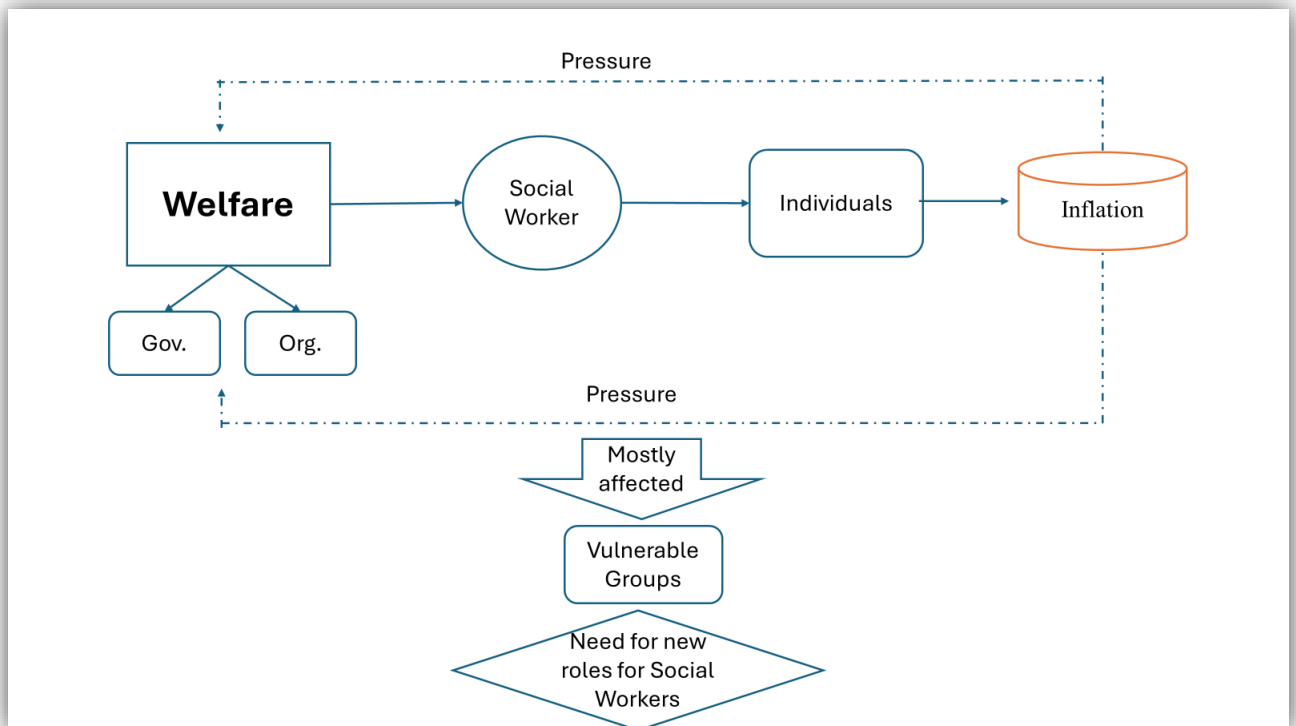 Pressure
Welfare
Social
Worker
Individuals
Inflation
Gov.
Org.
Pressure
Mostly
affected
Vulnerable
Groups
Need for new
roles for Social
Workers